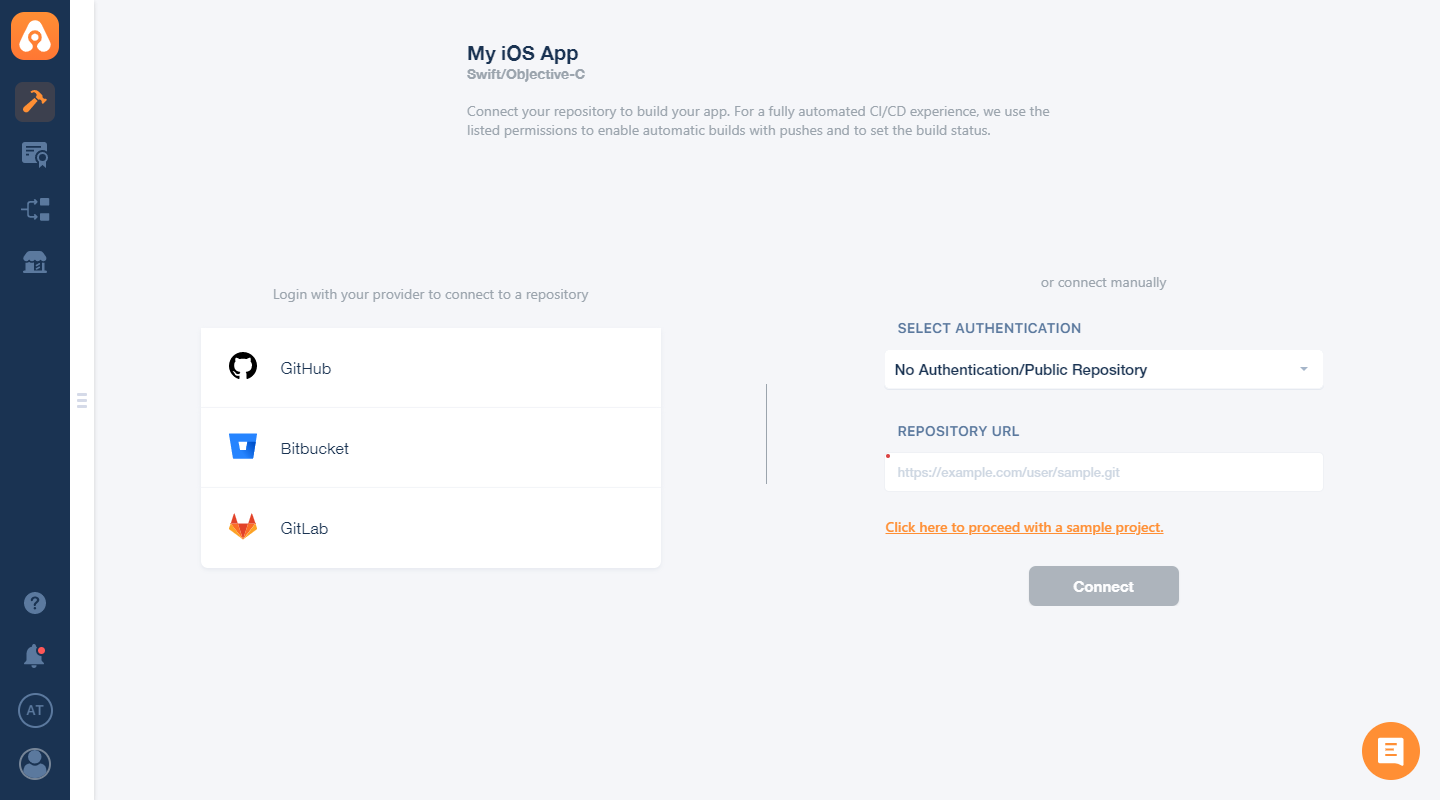 My iOS App
Swift/Objective-C
Connect your repository to build your app. For a fully automated CI/CD experience, we use the
listed permissions to enable automatic builds with pushes and to set the build status.
Login with your provider to connect to a repository
GitHub
Bitbucket
GitLab
or connect manually
SELECT AUTHENTICATION
No Authentication/Public Repository
REPOSITORY URL
https://example.com/user/sample.git
Click here to proceed with a sample project.
Connect
?
AT